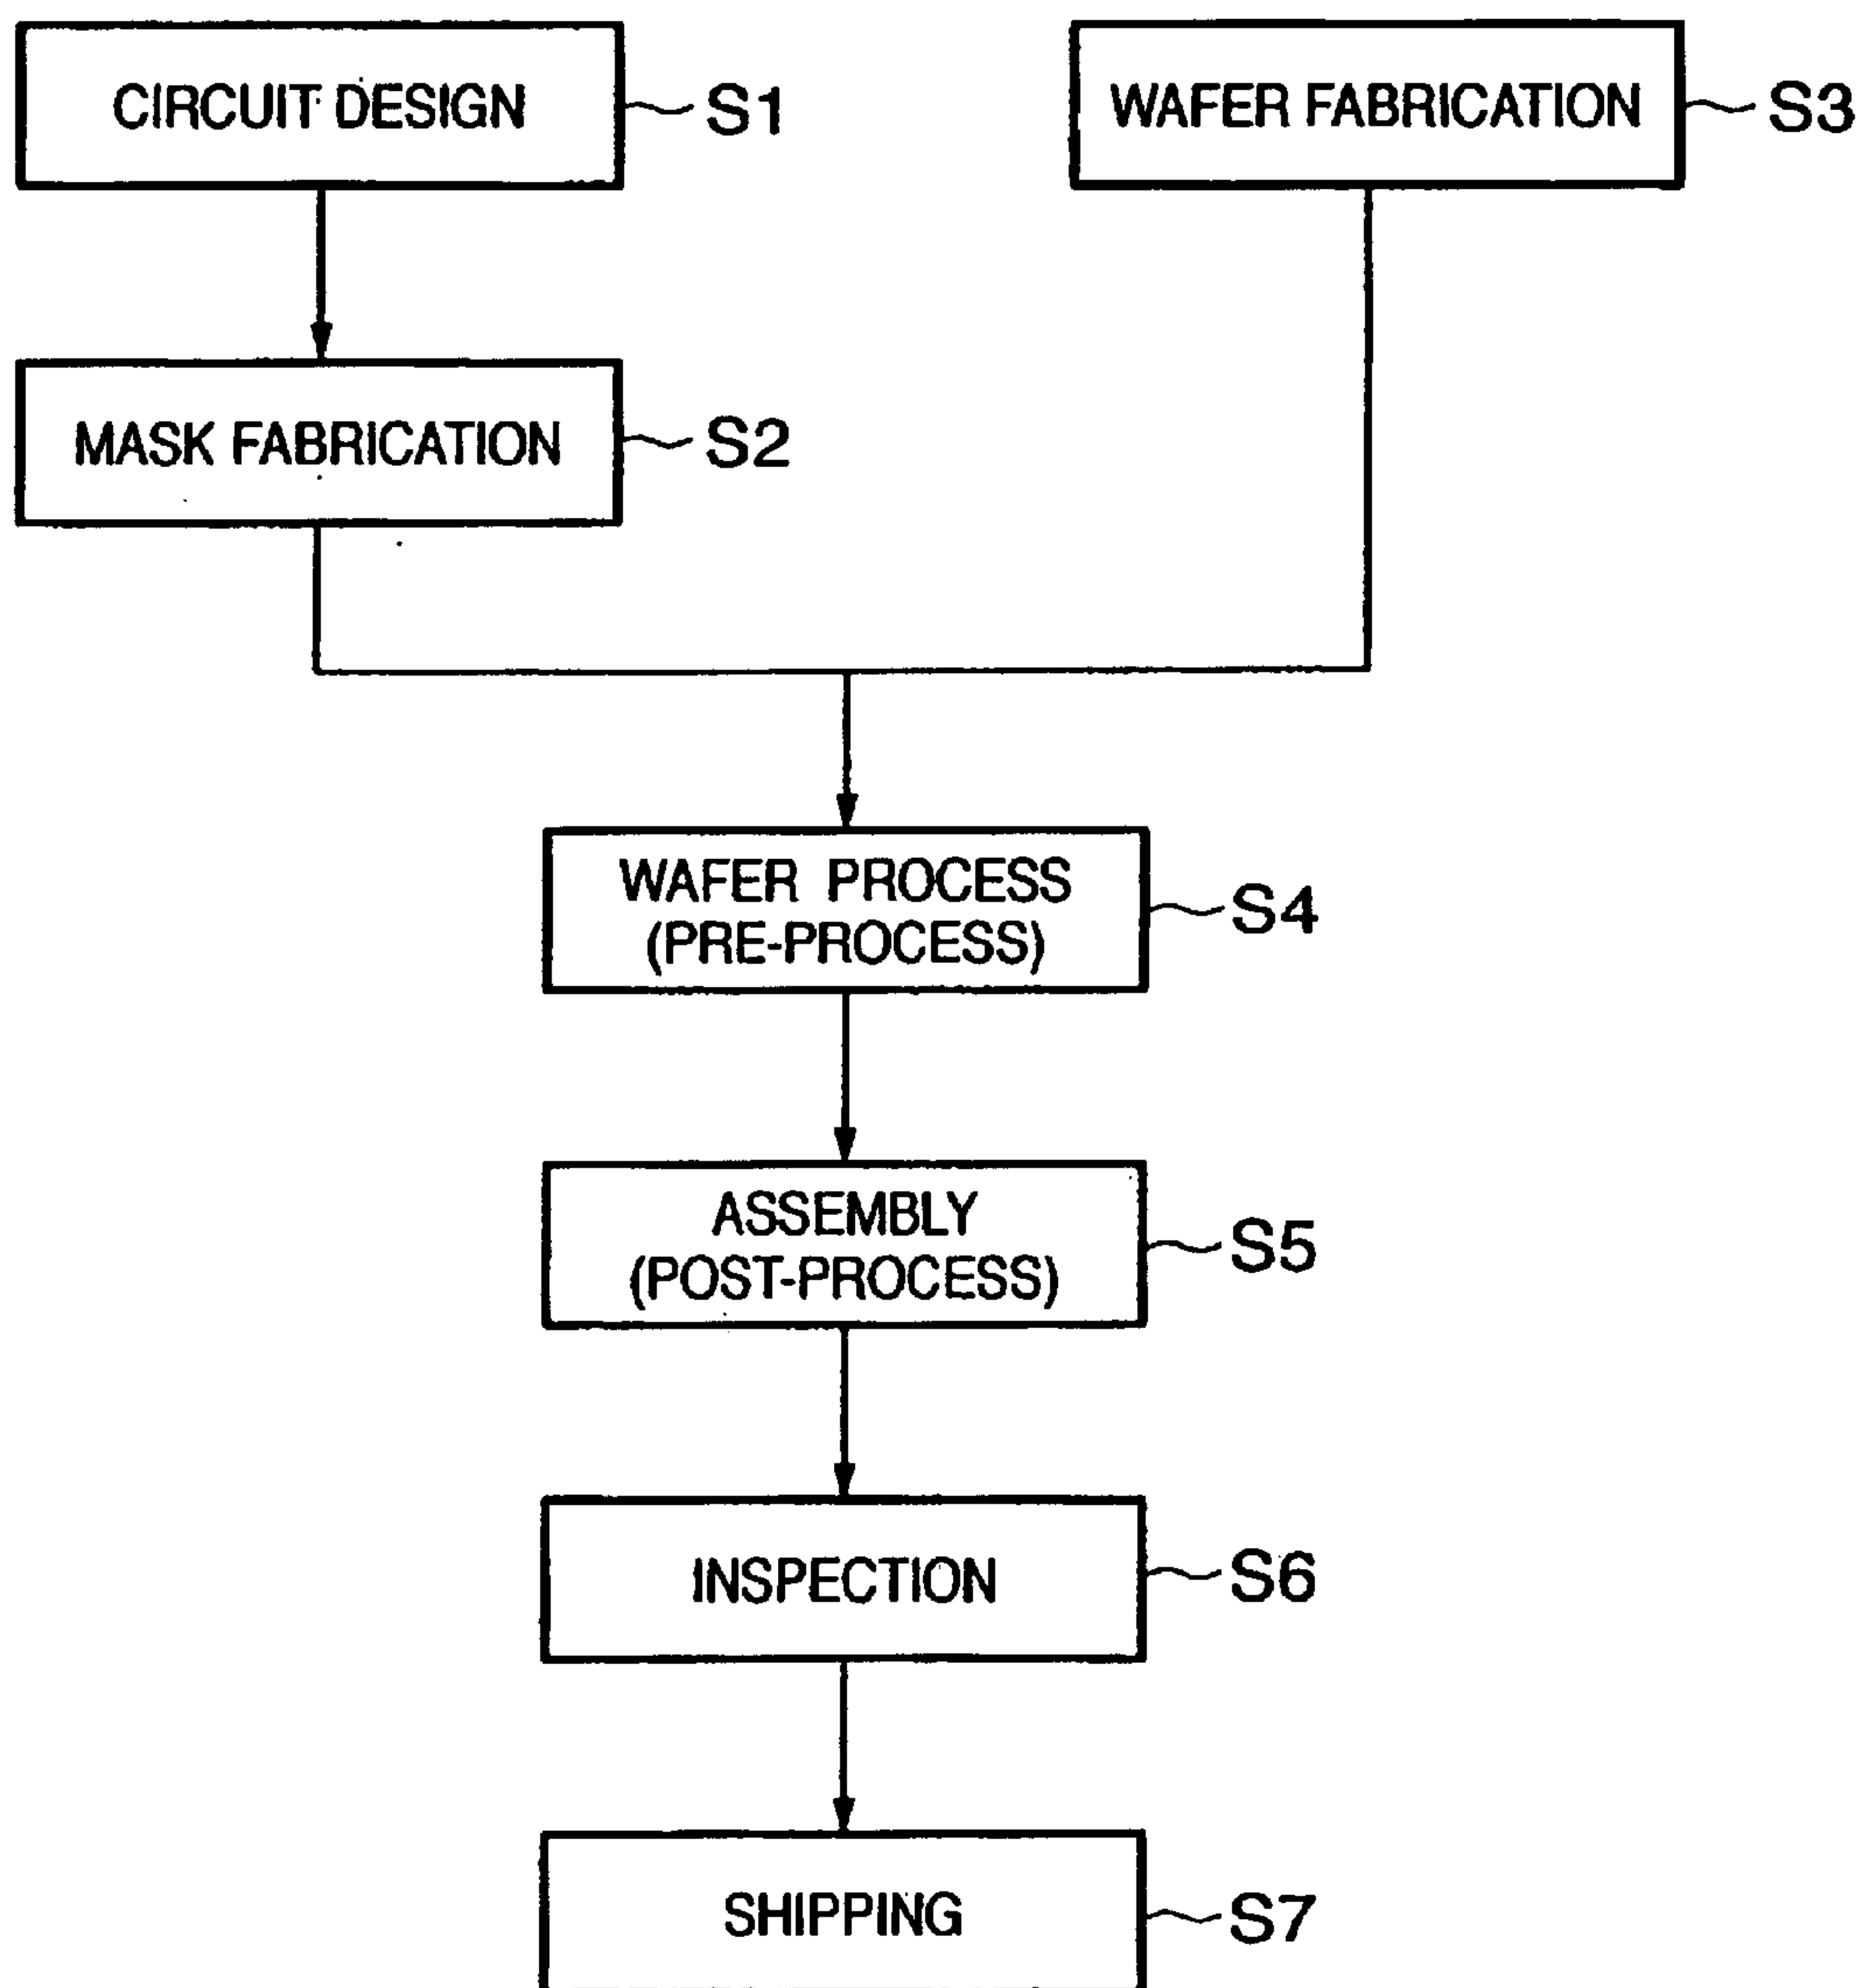 CIRCUIT DESIGN
S1
WAFER FABRICATION
S3
MASK FABRICATION
S2
WAFER PROCESS
(PRE-PROCESS)
S4
ASSEMBLY
(POST-PROCESS)
S5
INSPECTION
S6
SHIPPING
S7